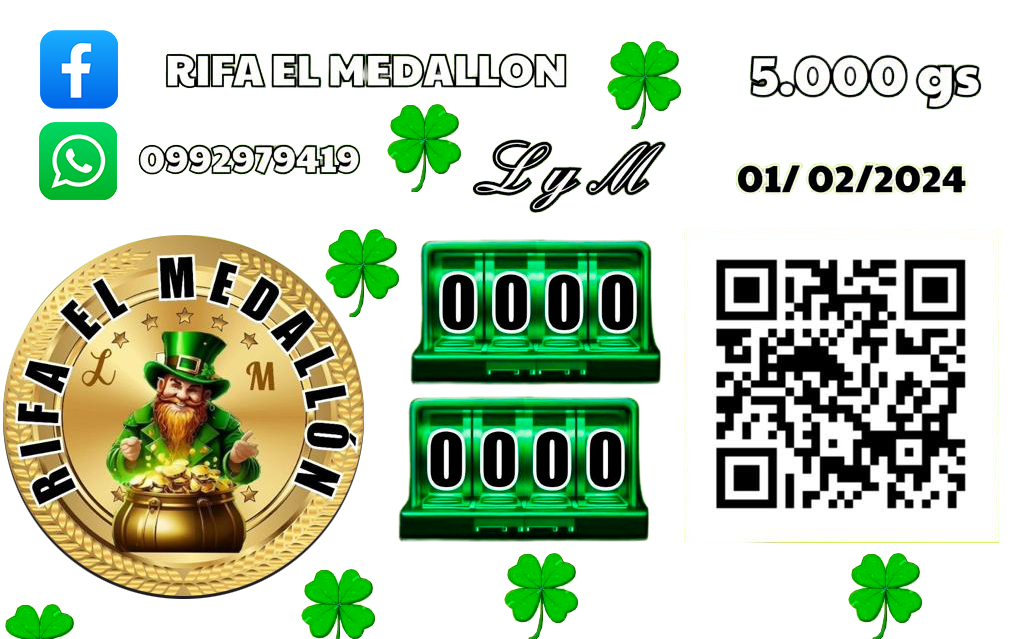 RIFA EL MEDALLON
5.000 gs
0992979419
L y M
01/ 02/2024
RIFA EL MEDALLÓN
L
M
0000
0000